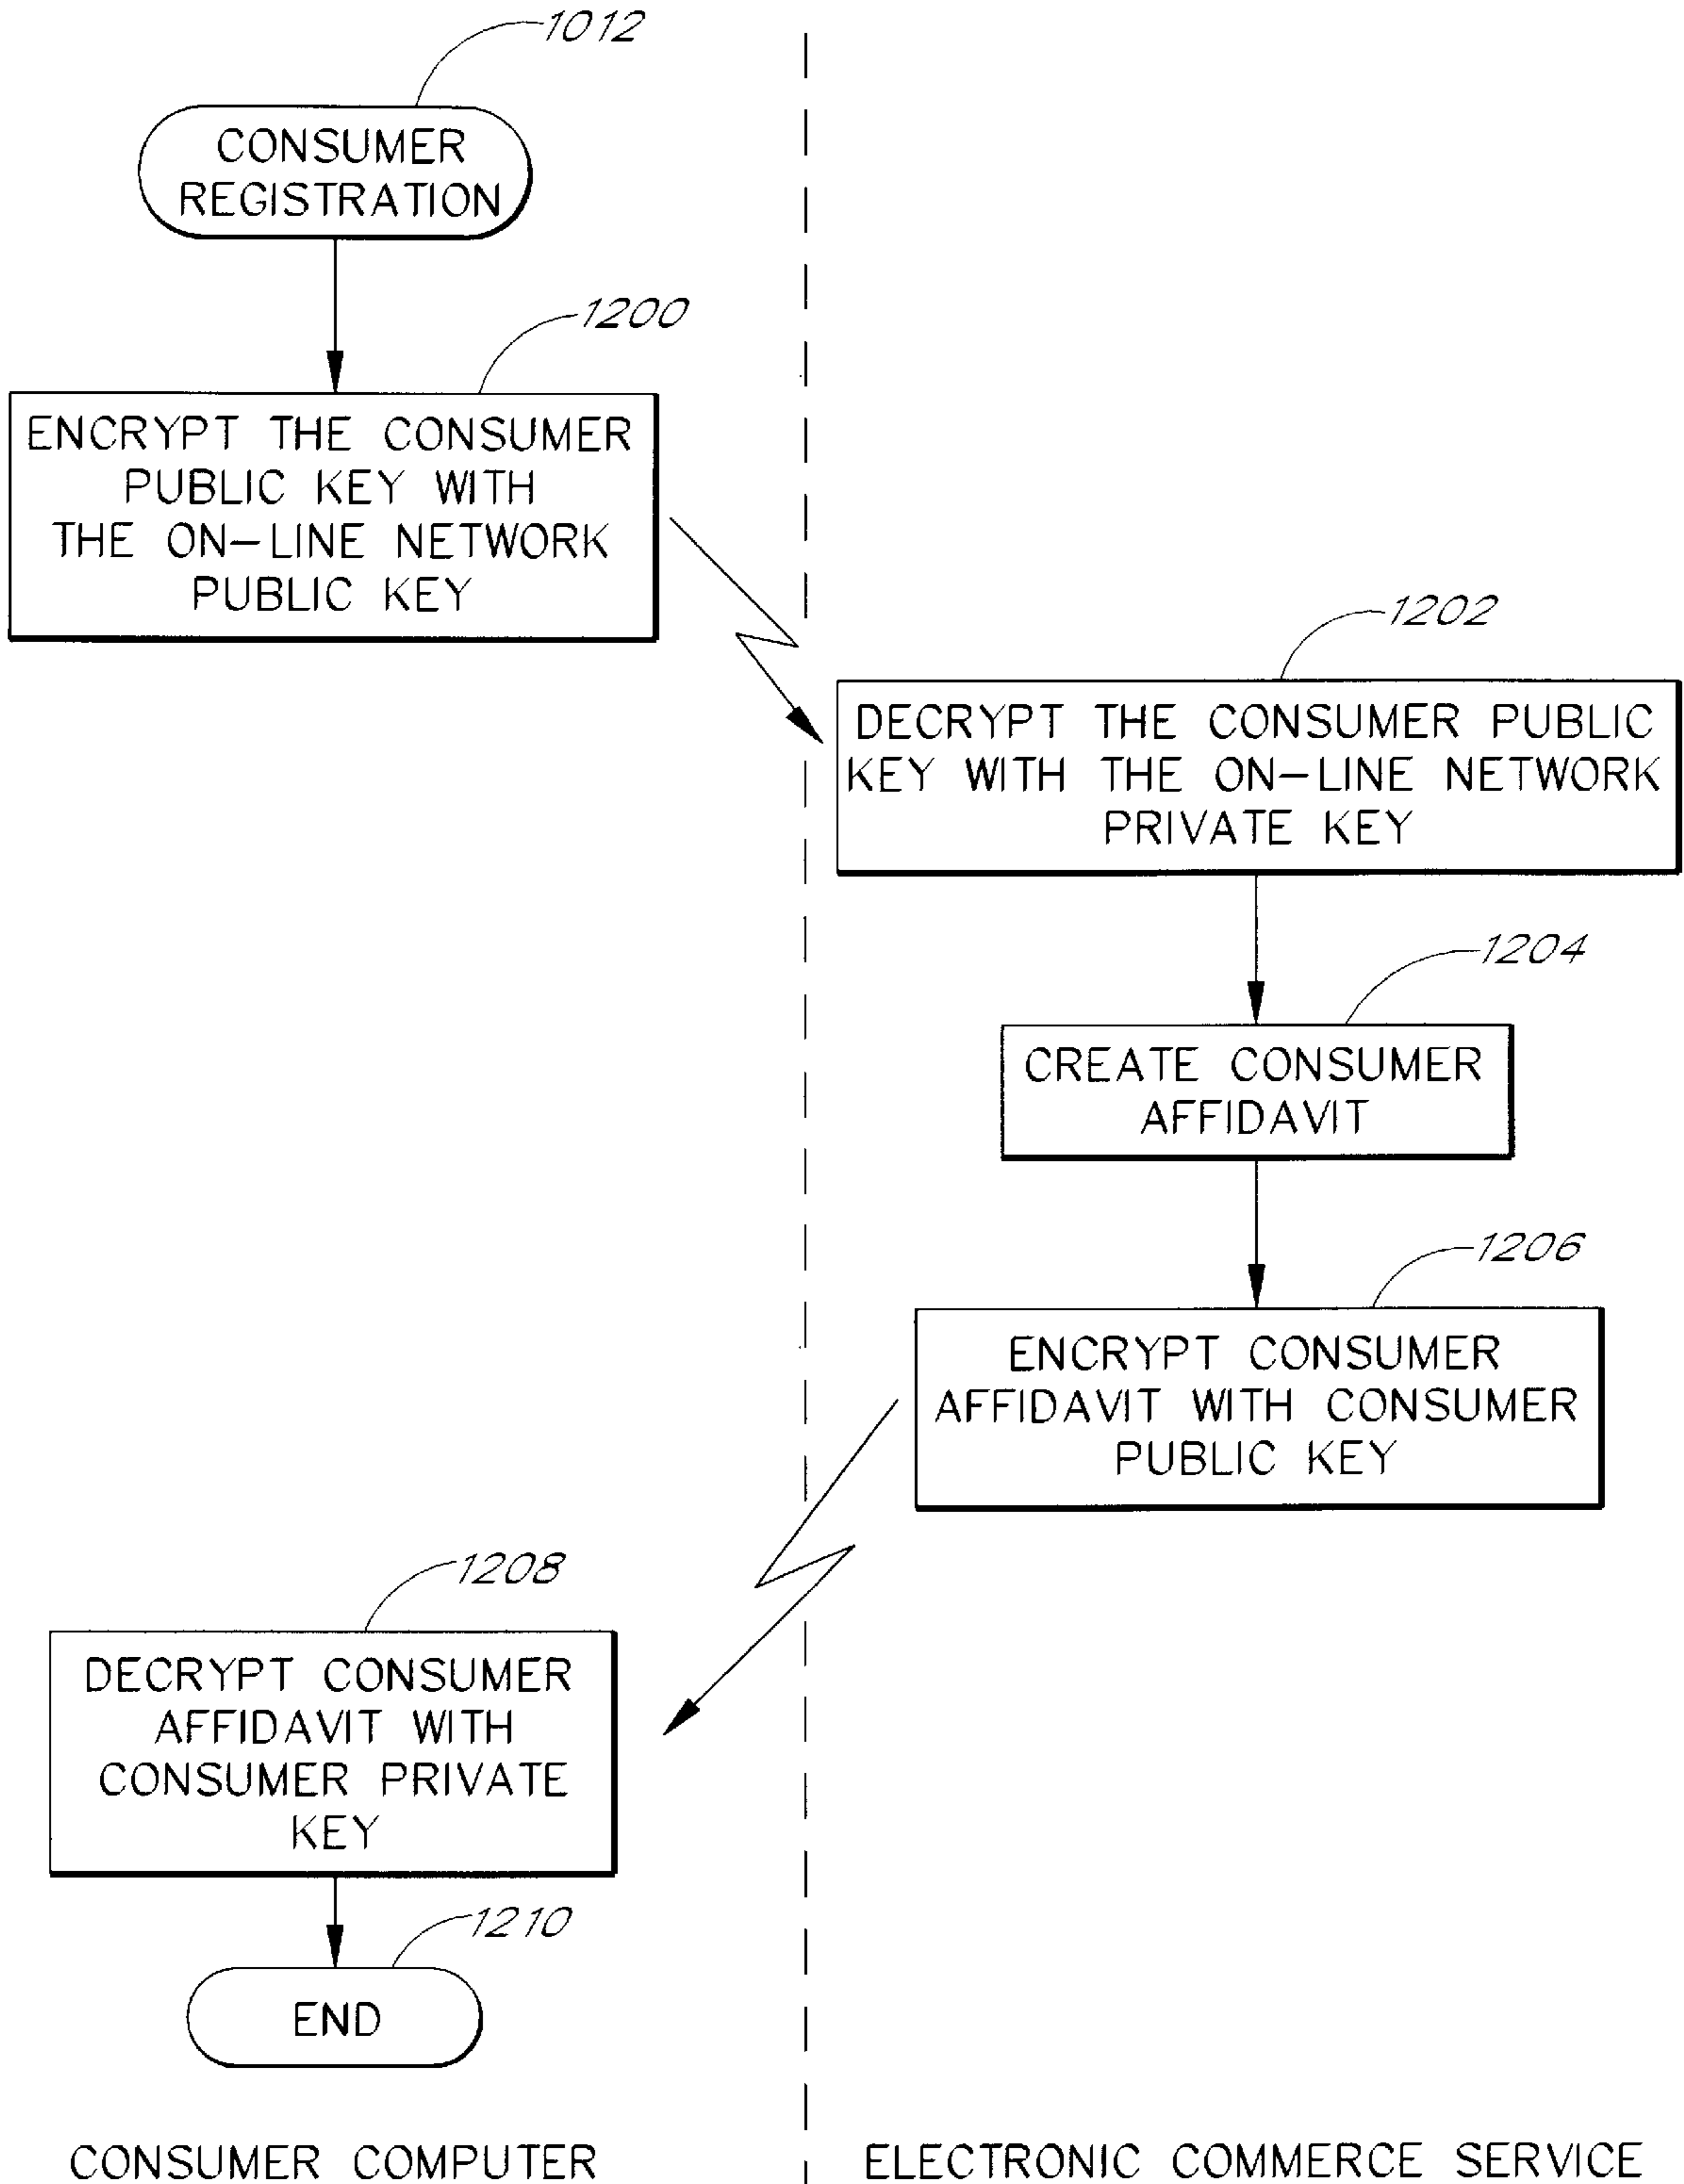 1012
CONSUMER
REGISTRATION
1200
ENCRYPT THE CONSUMER
PUBLIC KEY WITH
THE ON-LINE NETWORK
PUBLIC KEY
1202
DECRYPT THE CONSUMER PUBLIC
KEY WITH THE ON-LINE NETWORK
PRIVATE KEY
1204
CREATE CONSUMER
AFFIDAVIT
1206
ENCRYPT CONSUMER
AFFIDAVIT WITH CONSUMER
PUBLIC KEY
1208
DECRYPT CONSUMER
AFFIDAVIT WITH
CONSUMER PRIVATE
KEY
1210
END
CONSUMER COMPUTER
ELECTRONIC COMMERCE SERVICE